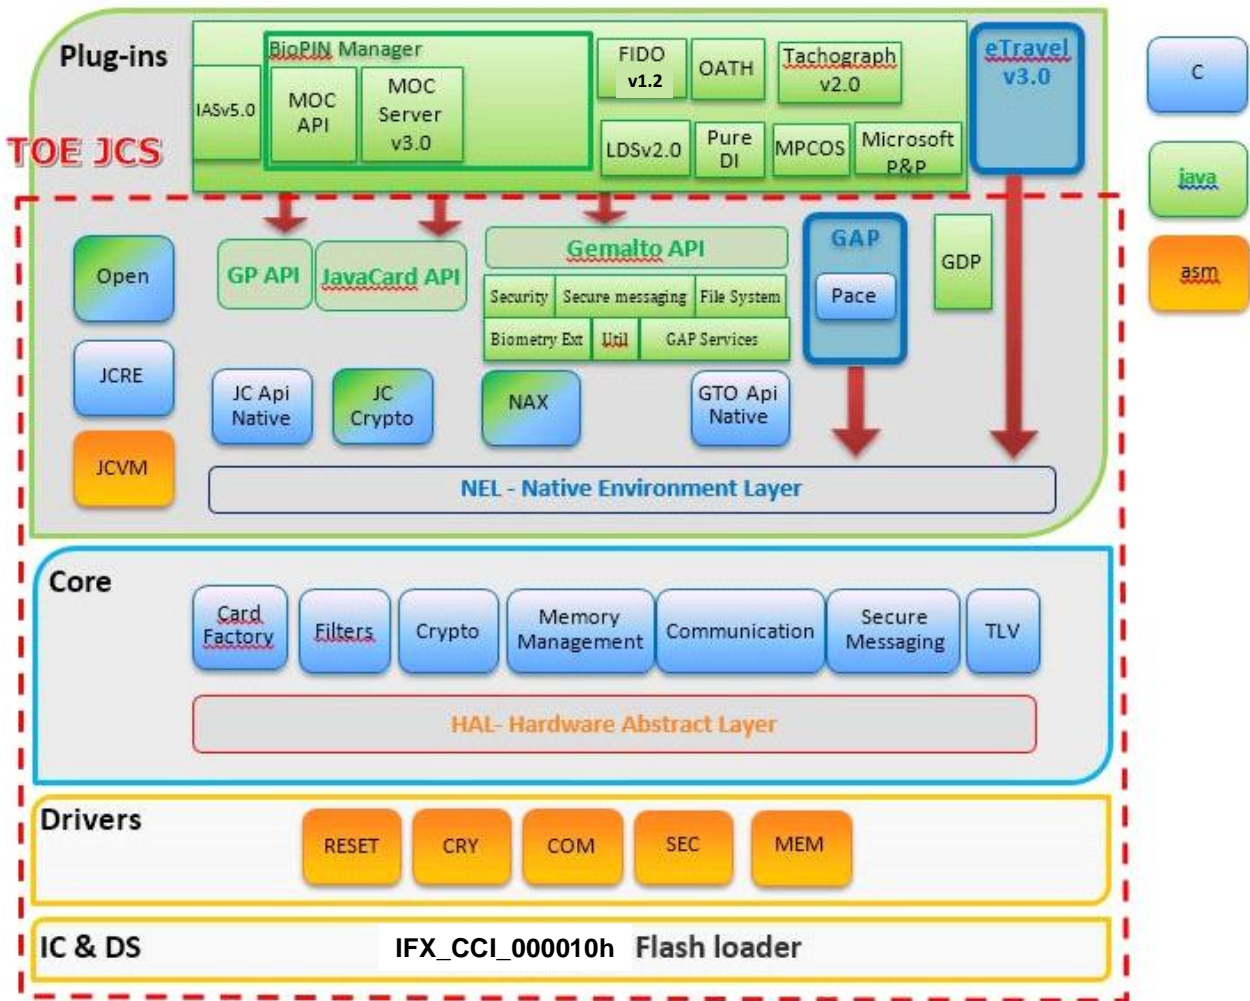 Plug-ins
BioPIN Manager
IASv5.0
MOC
API
MOC
Server
v3.0
FIDO
v1.2
OATH
Tachograph
v2.0
LDSv2.0
Pure
DI
MPCOS
Microsoft
P&P
eTravel
v3.0
C
java
asm
TOE JCS
Open
JCRE
JCVM
GP API
JavaCard API
Gemalto API
Security
Secure messaging
File System
Biometry Ext
Util
GAP Services
GAP
Pace
GDP
JC Api
Native
JC
Crypto
NAX
GTO Api
Native
NEL - Native Environment Layer
Core
Card
Factory
Filters
Crypto
Memory
Management
Communication
Secure
Messaging
TLV
HAL- Hardware Abstract Layer
Drivers
RESET
CRY
COM
SEC
MEM
IC & DS
IFX_CCI_000010h Flash loader